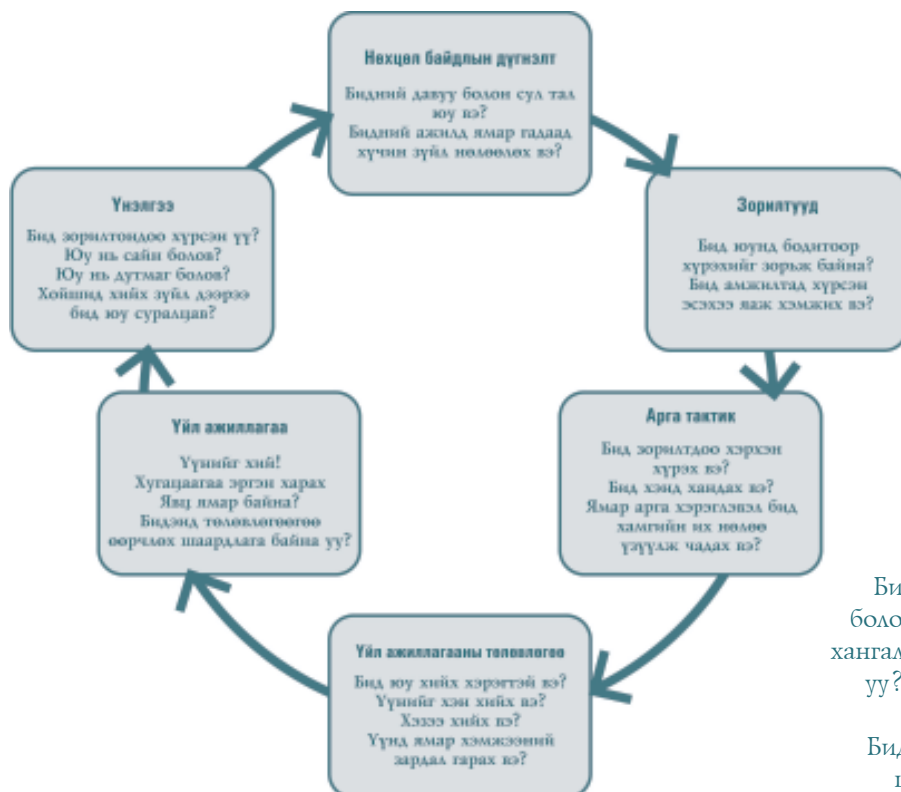 Нөхцөл байдлын дүгнэлт
Бидний давуу болон сул тал
юу вэ?
Бидний ажилд ямар гадаад
хүчин зүйл нөлөөлөх вэ?
Зорилтууд
Бид юунд бодитоор
хүрэхийг зорьж байна?
Бид амжилтад хүрсэн
эсэхээ яаж хэмжих вэ?
Арга тактик
Бид зорилтдоо хэрхэн
хүрэх вэ?
Бид хэнд хандах вэ?
Ямар арга хэрэглэвэл бид
хамгийн их нөлөө
үзүүлж чадах вэ?
Үйл ажиллагааны төлөвлөгөө
Бид юу хийх хэрэгтэй вэ?
Үүнийг хэн хийх вэ?
Хэзээ хийх вэ?
Үүнд ямар хэмжээний
зардал гарах вэ?
Үйл ажиллагаа
Үүнийг хий!
Хугацаагаа эргэн харах
Явц ямар байна?
Бидэнд төлөвлөгөөгөө
өөрчлөх шаардлага байна уу?
Үнэлгээ
Бид зорилтондоо хүрсэн үү?
Юу нь сайн болов?
Юу нь дутмаг болов?
Хойшид хийх зүйл дээрээ
бид юу суралцав?
уу?